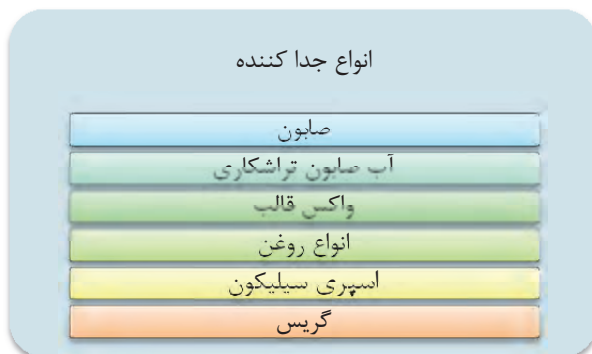 انواع جدا کننده
صابون
آب صابون تراشکاری
واکس قالب
انواع روغن
اسپری سیلیکون
گریس